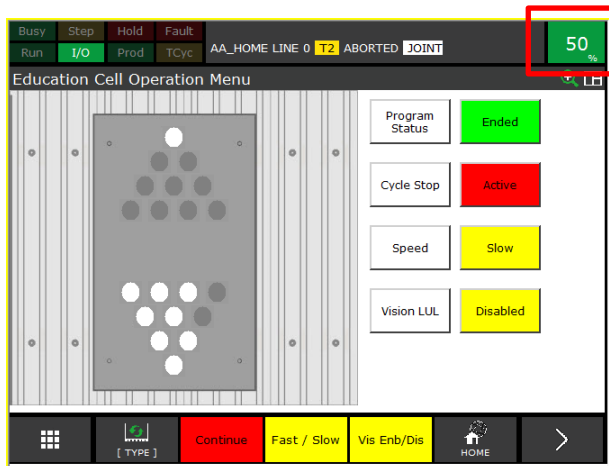 Busy Step Hold Fault
Run I/O Prod TCyc
AA_HOME LINE 0 T2 ABORTED JOINT
50
%
Education Cell Operation Menu
Program
Status
Ended
Cycle Stop
Active
Speed
Slow
Vision LUL
Disabled
[ TYPE ]
Continue
Fast / Slow
Vis Enb/Dis
HOME